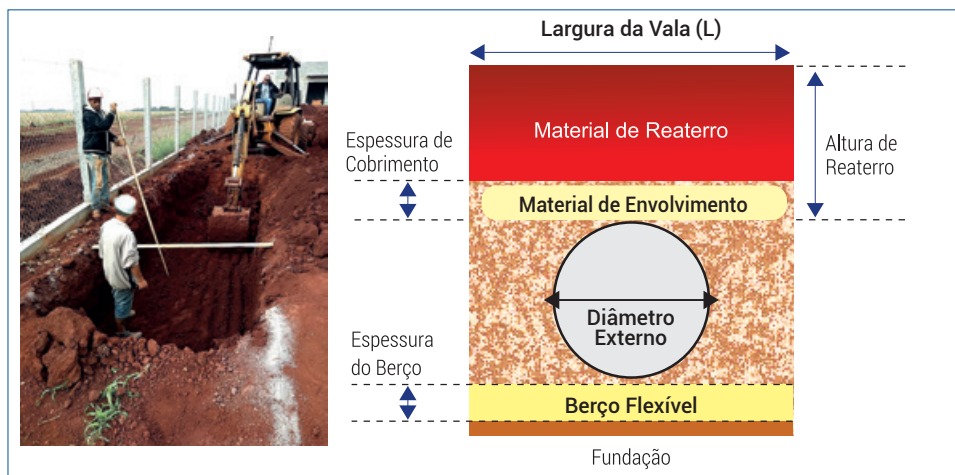 Largura da Vala (L)
Material de Reaterro
Espessura de
Cobrimento
Altura de
Reaterro
Material de Envolvimento
Diâmetro
Externo
Espessura
do Berço
Berço Flexível
Fundação